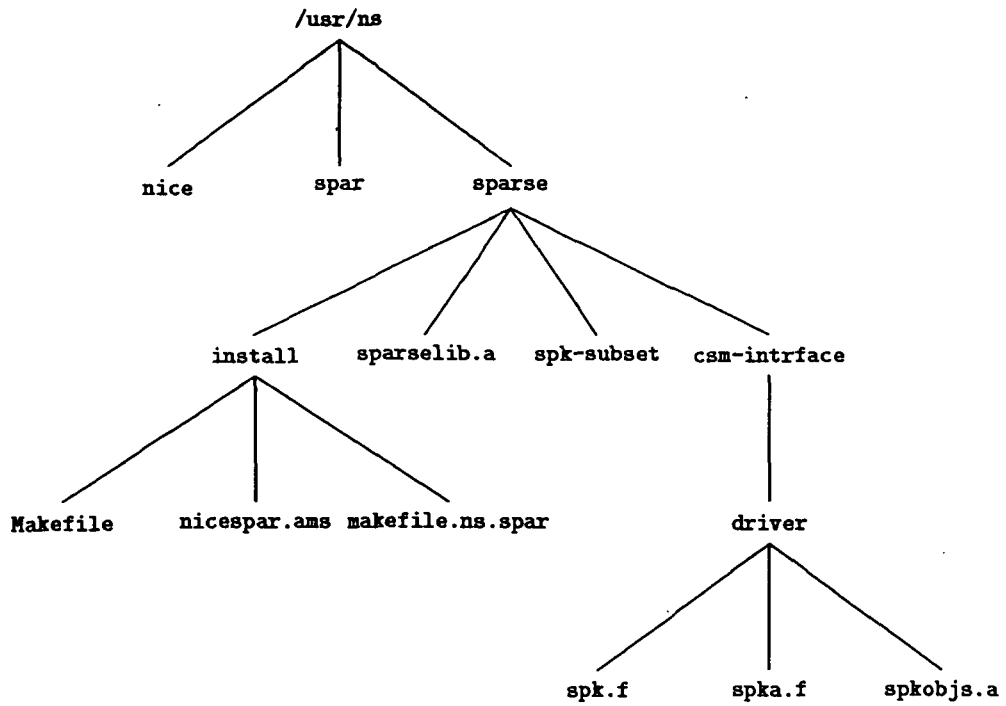 /usr/ns
nice spar sparse
install sparselib.a spk-subset csm-intrface
Makefile nicespar.ams makefile.ns.spar driver
spk.f spka.f spkobjs.a